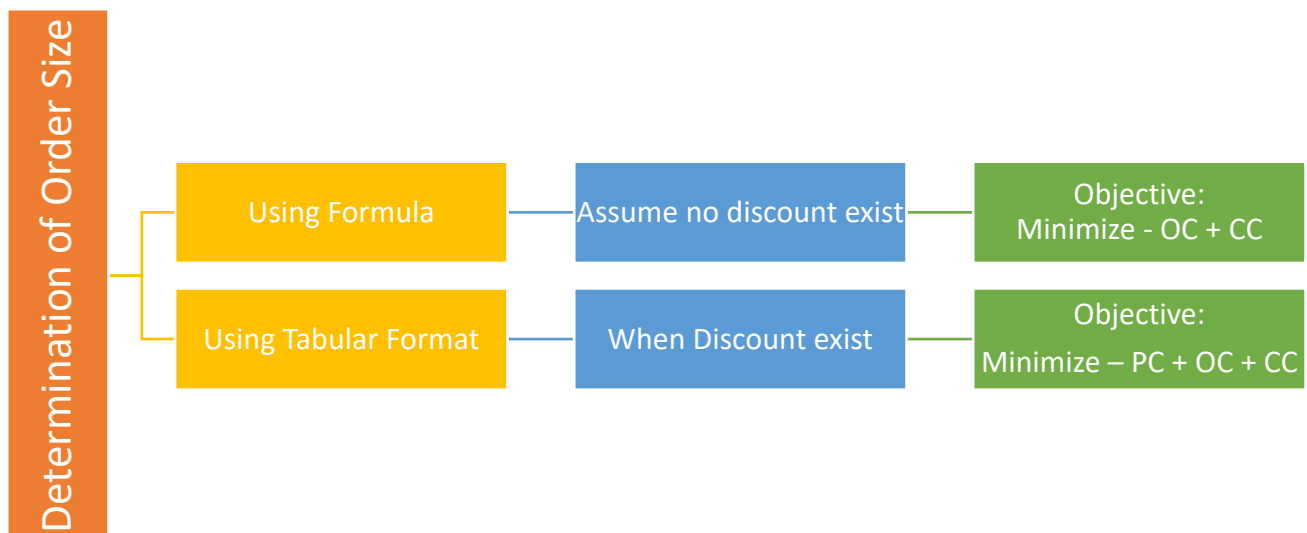 Determination of Order Size
Using Formula
Assume no discount exist
Objective:
Minimize - OC + CC
Using Tabular Format
When Discount exist
Objective:
Minimize – PC + OC + CC